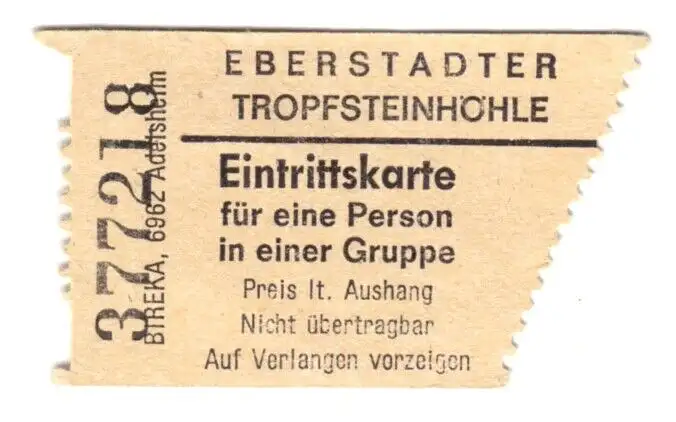 EBERSTADTER
TROPFSTEINHÖHLE
Eintrittskarte
für eine Person
in einer Gruppe
Preis lt. Aushang
Nicht übertragbar
Auf Verlangen vorzeigen
377218
BIREKA, 6962 Adelsheim